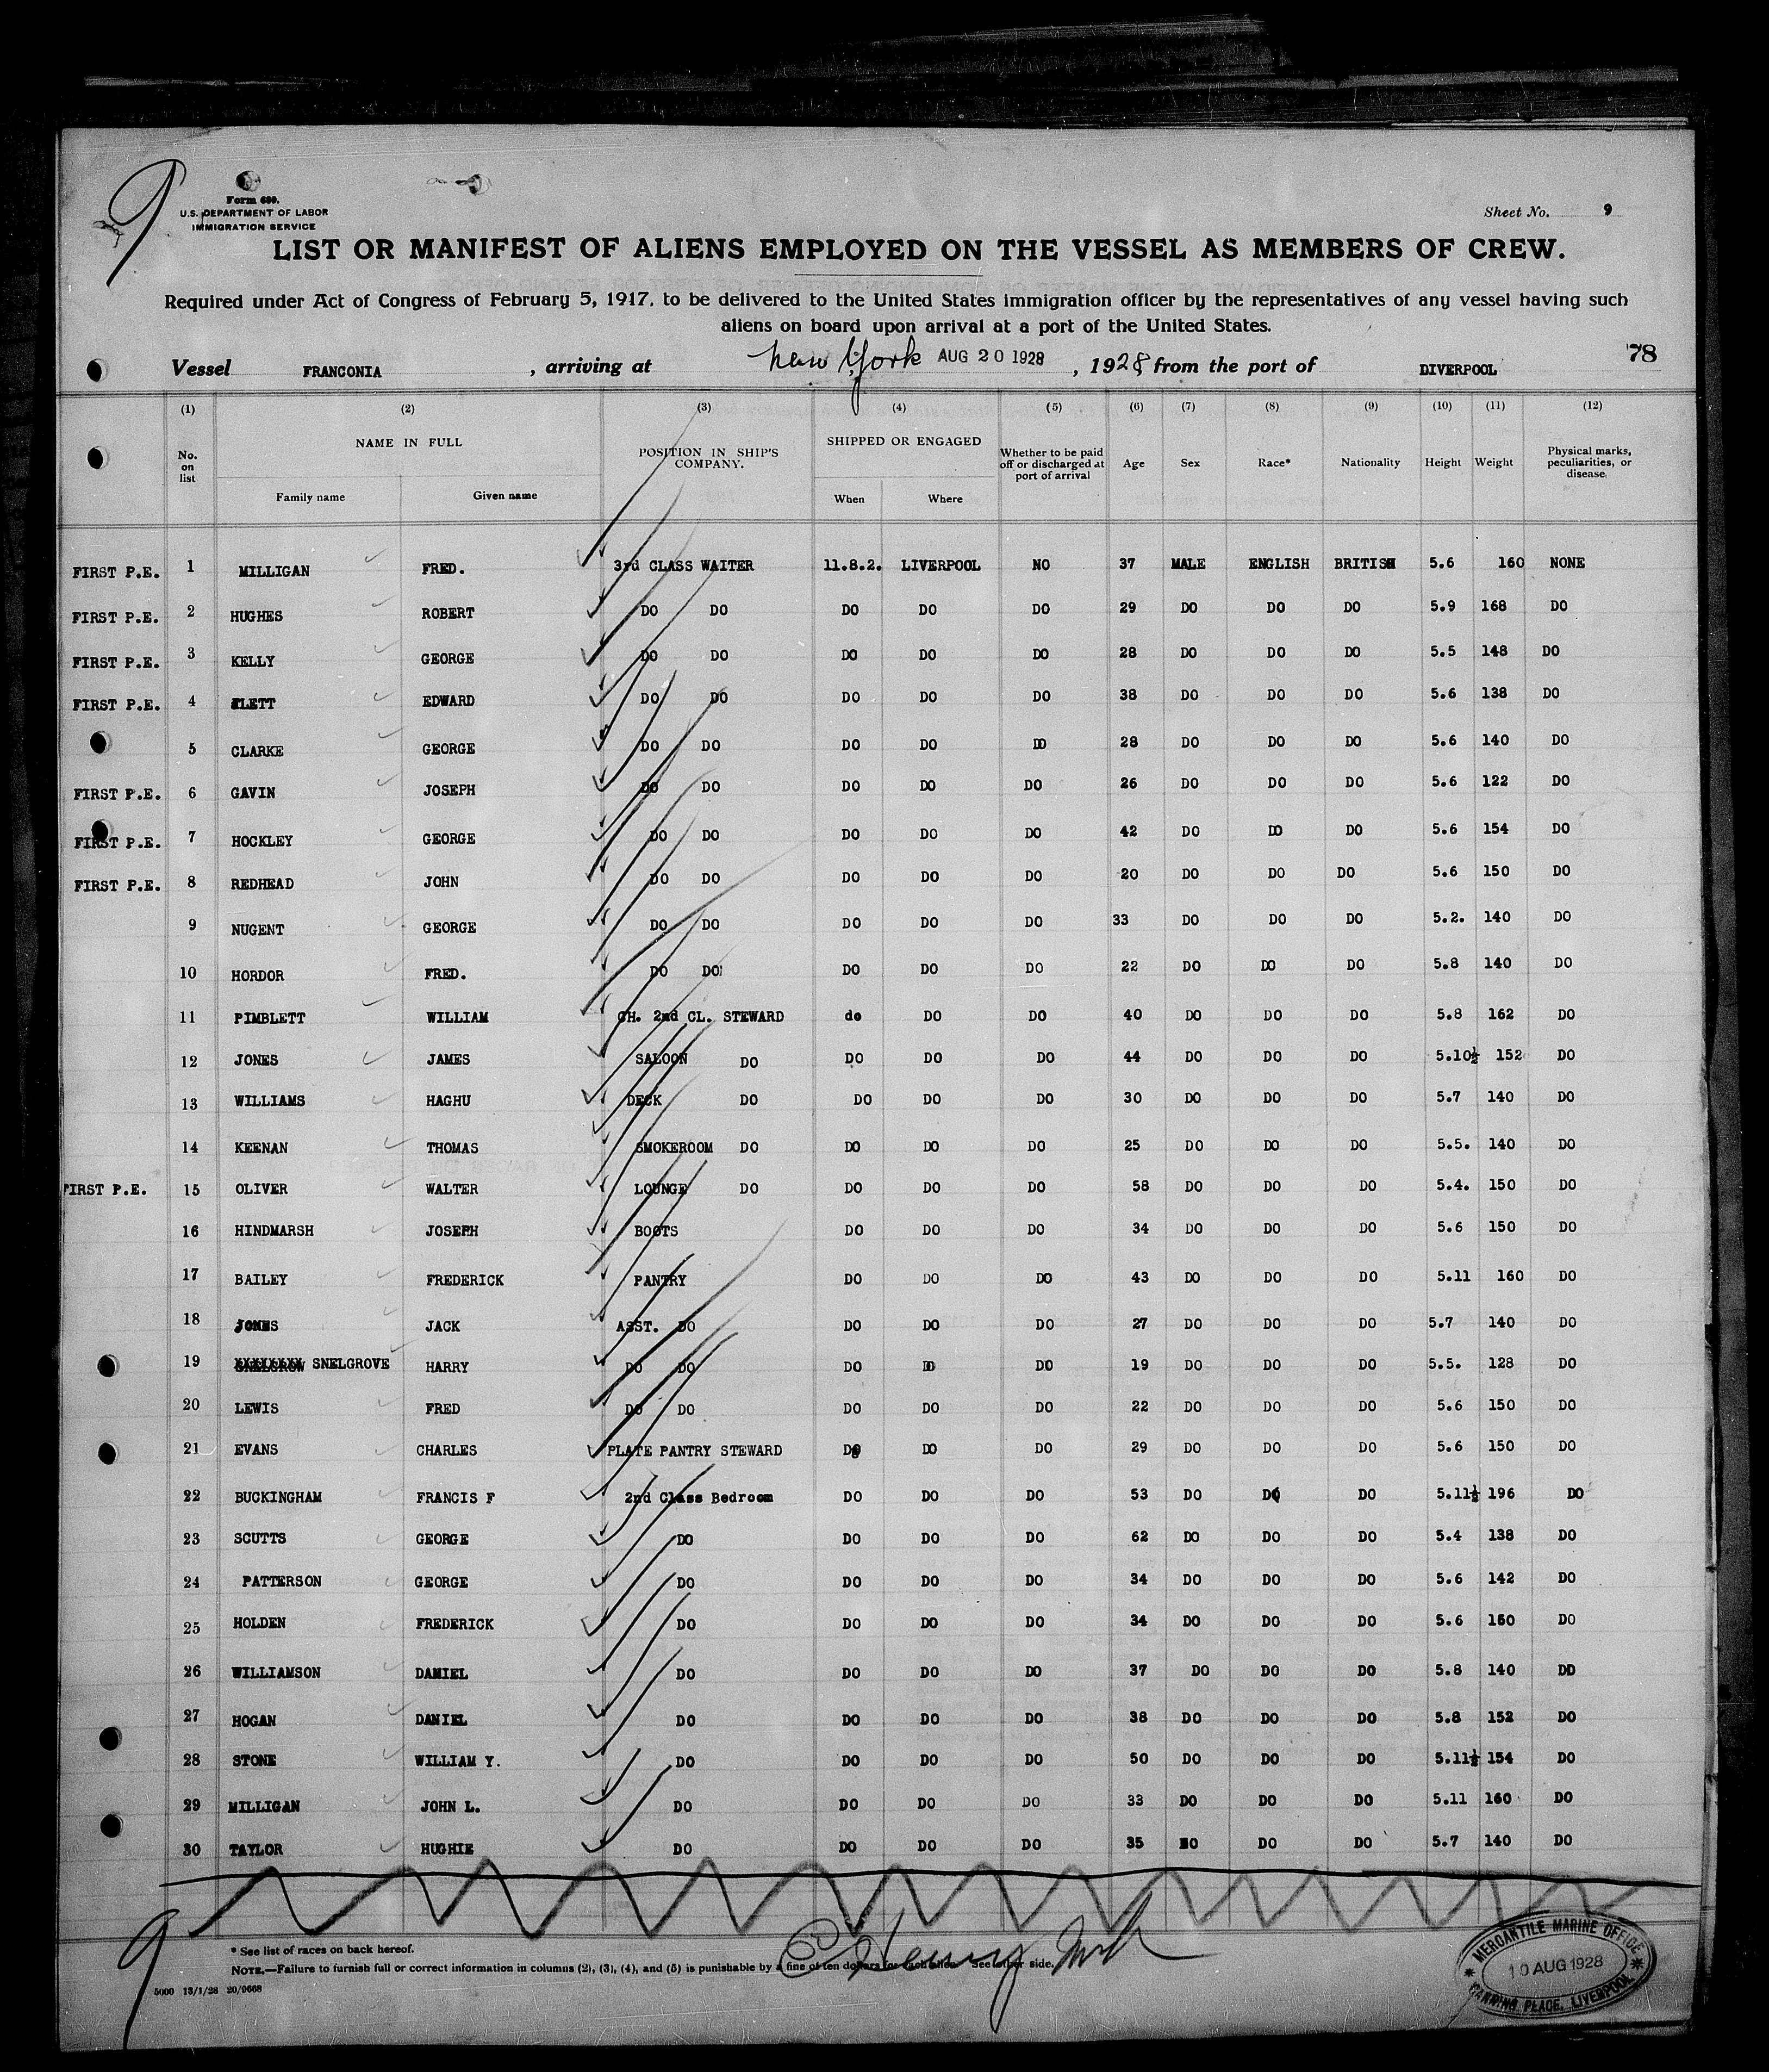 9
Form 680.
U.S. DEPARTMENT OF LABOR
IMMIGRATION SERVICE
Sheet No. 9
LIST OR MANIFEST OF ALIENS EMPLOYED ON THE VESSEL AS MEMBERS OF CREW.
Required under Act of Congress of February 5, 1917, to be delivered to the United States immigration officer by the representatives of any vessel having such
aliens on board upon arrival at a port of the United States.
78
Vessel FRANCONIA , arriving at New York AUG 20 1928 , 1928 from the port of DIVERPOOL
(1) (2) (3) (4) (5) (6) (7) (8) (9) (10) (11) (12)
No. on list NAME IN FULL Family name Given name POSITION IN SHIP'S COMPANY. SHIPPED OR ENGAGED When Where Whether to be paid off or discharged at port of arrival Age Sex Race* Nationality Height Weight Physical marks, peculiarities, or disease.
FIRST P.E. 1 MILLIGAN FRED. 3rd CLASS WAITER 11.8.2. LIVERPOOL NO 37 MALE ENGLISH BRITISH 5.6 160 NONE
FIRST P.E. 2 HUGHES ROBERT DO DO DO DO DO 29 DO DO DO 5.9 168 DO
FIRST P.E. 3 KELLY GEORGE DO DO DO DO DO 28 DO DO DO 5.5 148 DO
FIRST P.E. 4 FLETT EDWARD DO DO DO DO DO 38 DO DO DO 5.6 138 DO
5 CLARKE GEORGE DO DO DO DO DO 28 DO DO DO 5.6 140 DO
FIRST P.E. 6 GAVIN JOSEPH DO DO DO DO DO 26 DO DO DO 5.6 122 DO
FIRST P.E. 7 HOCKLEY GEORGE DO DO DO DO DO 42 DO DO DO 5.6 154 DO
FIRST P.E. 8 REDHEAD JOHN DO DO DO DO DO 20 DO DO DO 5.6 150 DO
9 NUGENT GEORGE DO DO DO DO DO 33 DO DO DO 5.2. 140 DO
10 HORDOR FRED. DO DO DO DO DO 22 DO DO DO 5.8 140 DO
11 PIMBLETT WILLIAM CH. 2nd CL. STEWARD do DO DO 40 DO DO DO 5.8 162 DO
12 JONES JAMES SALOON DO DO DO DO 44 DO DO DO 5.10½ 152 DO
13 WILLIAMS HAGHU DECK DO DO DO DO 30 DO DO DO 5.7 140 DO
14 KEENAN THOMAS SMOKEROOM DO DO DO DO 25 DO DO DO 5.5. 140 DO
FIRST P.E. 15 OLIVER WALTER LOUNGE DO DO DO DO 58 DO DO DO 5.4. 150 DO
16 HINDMARSH JOSEPH BOOTS DO DO DO 34 DO DO DO 5.6 150 DO
17 BAILEY FREDERICK PANTRY DO DO DO 43 DO DO DO 5.11 160 DO
18 JONES JACK ASST. DO DO DO DO 27 DO DO DO 5.7 140 DO
19 SNELGROVE HARRY DO DO DO DO DO 19 DO DO DO 5.5. 128 DO
20 LEWIS FRED DO DO DO DO DO 22 DO DO DO 5.6 150 DO
21 EVANS CHARLES PLATE PANTRY STEWARD DO DO DO 29 DO DO DO 5.6 150 DO
22 BUCKINGHAM FRANCIS F 2nd Class Bedroom DO DO DO 53 DO DO DO 5.11½ 196 DO
23 SCUTTS GEORGE DO DO DO DO 62 DO DO DO 5.4 138 DO
24 PATTERSON GEORGE DO DO DO DO 34 DO DO DO 5.6 142 DO
25 HOLDEN FREDERICK DO DO DO DO 34 DO DO DO 5.6 150 DO
26 WILLIAMSON DANIEL DO DO DO DO 37 DO DO DO 5.8 140 DD
27 HOGAN DANIEL DO DO DO DO 38 DO DO DO 5.8 152 DO
28 STONE WILLIAM Y. DO DO DO DO 50 DO DO DO 5.11½ 154 DO
29 MILLIGAN JOHN L. DO DO DO DO 33 DO DO DO 5.11 160 DO
30 TAYLOR HUGHIE DO DO DO DO 35 DO DO DO 5.7 140 DO
9
* See list of races on back hereof.
NOTE.—Failure to furnish full or correct information in columns (2), (3), (4), and (5) is punishable by a fine of ten dollars for each alien. See other side.
5000 13/1/28 20/9668
MERCANTILE MARINE OFFICE
10 AUG 1928
CANNING PLACE, LIVERPOOL